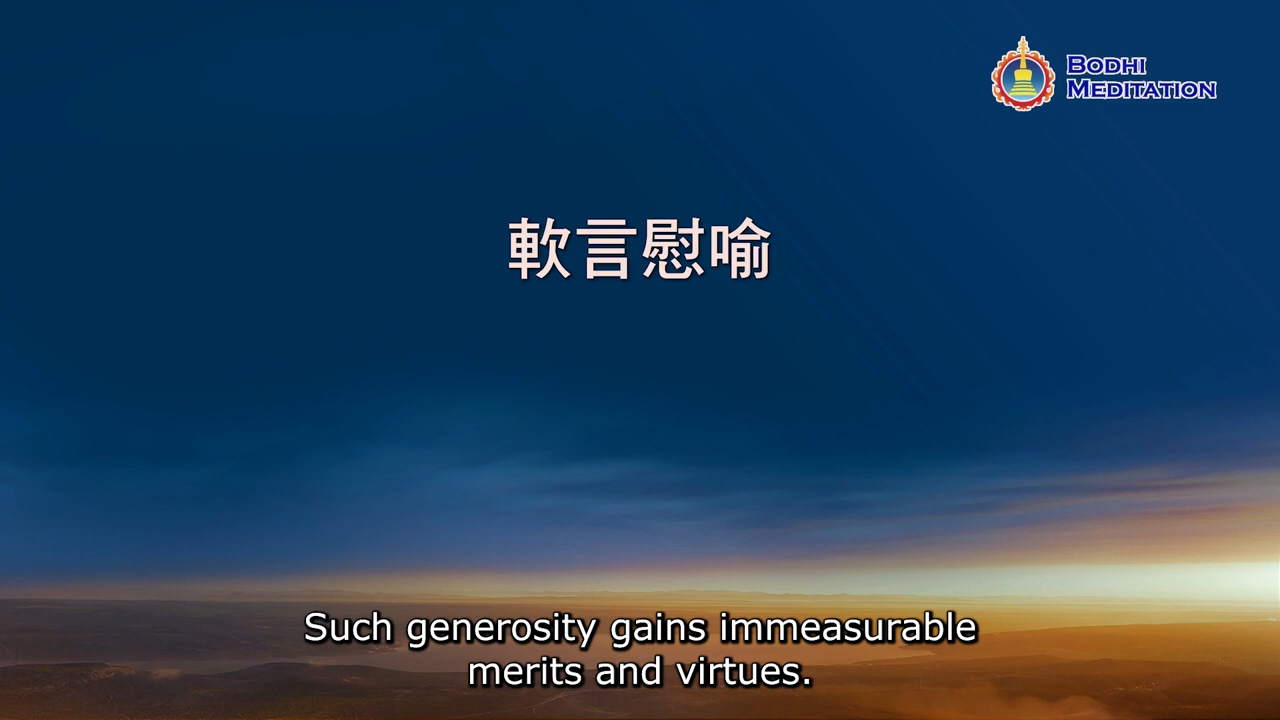 BODHI
MEDITATION
軟言慰喻
Such generosity gains immeasurable
merits and virtues.